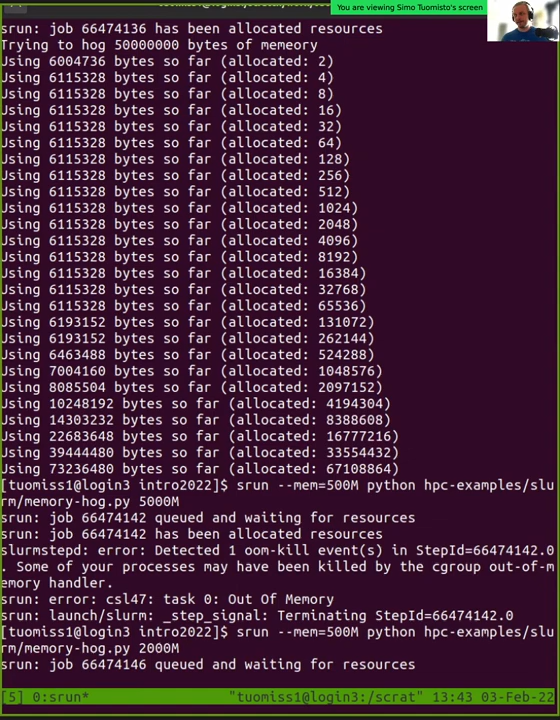 You are viewing Simo Tuomisto's screen
srun: job 66474136 has been allocated resources
Trying to hog 50000000 bytes of memeory
Using 6004736 bytes so far (allocated: 2)
Using 6115328 bytes so far (allocated: 4)
Using 6115328 bytes so far (allocated: 8)
Using 6115328 bytes so far (allocated: 16)
Using 6115328 bytes so far (allocated: 32)
Using 6115328 bytes so far (allocated: 64)
Using 6115328 bytes so far (allocated: 128)
Using 6115328 bytes so far (allocated: 256)
Using 6115328 bytes so far (allocated: 512)
Using 6115328 bytes so far (allocated: 1024)
Using 6115328 bytes so far (allocated: 2048)
Using 6115328 bytes so far (allocated: 4096)
Using 6115328 bytes so far (allocated: 8192)
Using 6115328 bytes so far (allocated: 16384)
Using 6115328 bytes so far (allocated: 32768)
Using 6115328 bytes so far (allocated: 65536)
Using 6193152 bytes so far (allocated: 131072)
Using 6193152 bytes so far (allocated: 262144)
Using 6463488 bytes so far (allocated: 524288)
Using 7004160 bytes so far (allocated: 1048576)
Using 8085504 bytes so far (allocated: 2097152)
Using 10248192 bytes so far (allocated: 4194304)
Using 14303232 bytes so far (allocated: 8388608)
Using 22683648 bytes so far (allocated: 16777216)
Using 39444480 bytes so far (allocated: 33554432)
Using 73236480 bytes so far (allocated: 67108864)
[tuomiss1@login3 intro2022]$ srun --mem=500M python hpc-examples/slu
rm/memory-hog.py 5000M
srun: job 66474142 queued and waiting for resources
srun: job 66474142 has been allocated resources
slurmstepd: error: Detected 1 oom-kill event(s) in StepId=66474142.0
. Some of your processes may have been killed by the cgroup out-of-m
emory handler.
srun: error: csl47: task 0: Out Of Memory
srun: launch/slurm: _step_signal: Terminating StepId=66474142.0
[tuomiss1@login3 intro2022]$ srun --mem=500M python hpc-examples/slu
rm/memory-hog.py 2000M
srun: job 66474146 queued and waiting for resources
[5] 0:srun* "tuomiss1@login3:/scrat" 13:43 03-Feb-22